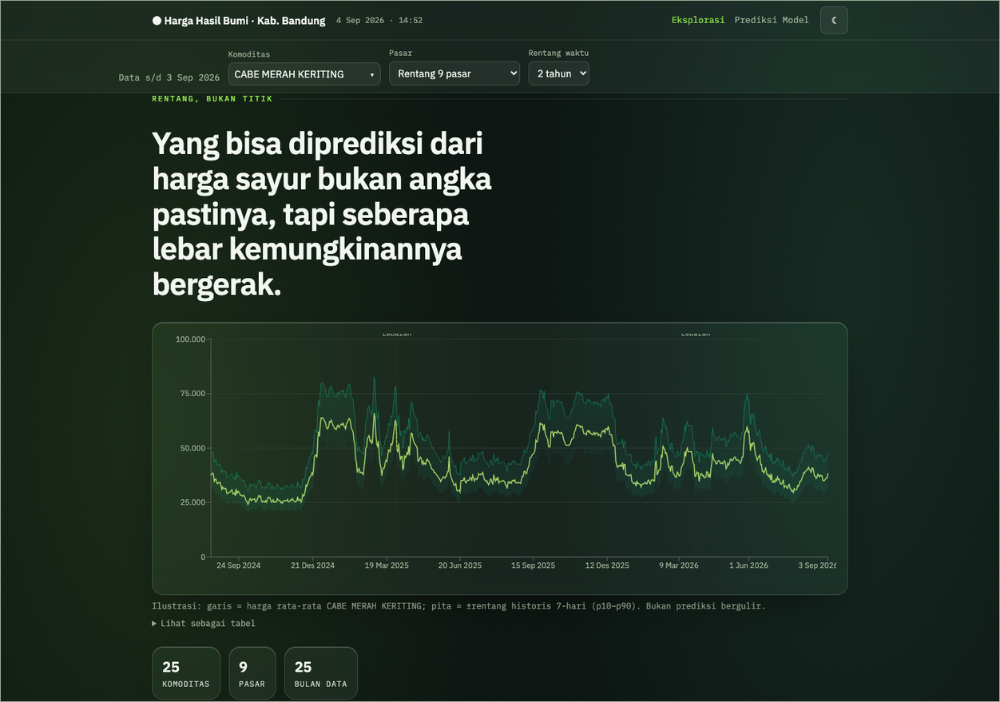 Harga Hasil Bumi · Kab. Bandung 4 Sep 2026 · 14:52 Eksplorasi Prediksi Model
Komoditas Pasar Rentang waktu
Data s/d 3 Sep 2026 CABE MERAH KERITING Rentang 9 pasar 2 tahun
RENTANG, BUKAN TITIK
Yang bisa diprediksi dari
harga sayur bukan angka
pastinya, tapi seberapa
lebar kemungkinannya
bergerak.
Lebaran Lebaran
100.000
75.000
50.000
25.000
0
24 Sep 2024 21 Des 2024 19 Mar 2025 20 Jun 2025 15 Sep 2025 12 Des 2025 9 Mar 2026 1 Jun 2026 3 Sep 2026
Ilustrasi: garis = harga rata-rata CABE MERAH KERITING; pita = ±rentang historis 7-hari (p10–p90). Bukan prediksi bergulir.
Lihat sebagai tabel
25 9 25
KOMODITAS PASAR BULAN DATA